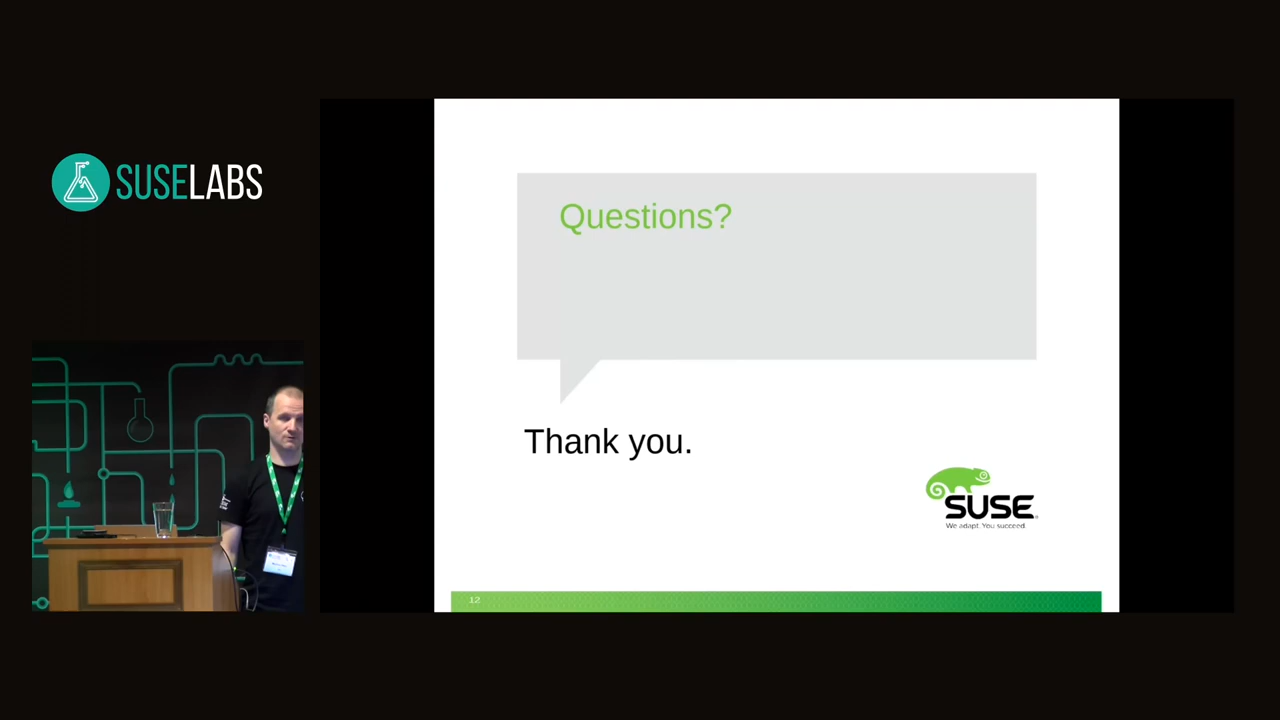 SUSELABS
Questions?
Thank you.
SUSE
We adapt. You succeed.
12